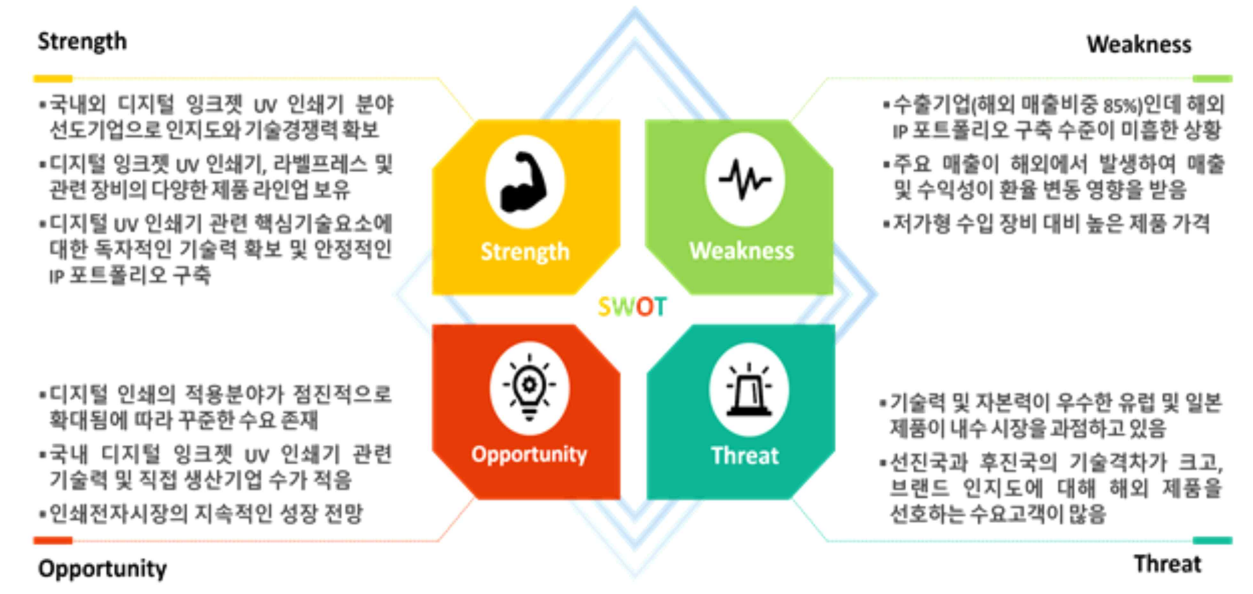 Strength
▪국내외 디지털 잉크젯 UV 인쇄기 분야
선도기업으로 인지도와 기술경쟁력 확보
▪디지털 잉크젯 UV 인쇄기, 라벨프레스 및
관련 장비의 다양한 제품 라인업 보유
▪디지털 UV 인쇄기 관련 핵심기술요소에
대한 독자적인 기술력 확보 및 안정적인
IP 포트폴리오 구축
Weakness
▪수출기업(해외 매출비중 85%)인데 해외
IP 포트폴리오 구축 수준이 미흡한 상황
▪주요 매출이 해외에서 발생하여 매출
및 수익성이 환율 변동 영향을 받음
▪저가형 수입 장비 대비 높은 제품 가격
Strength
Weakness
SWOT
Opportunity
Threat
▪디지털 인쇄의 적용분야가 점진적으로
확대됨에 따라 꾸준한 수요 존재
▪국내 디지털 잉크젯 UV 인쇄기 관련
기술력 및 직접 생산기업 수가 적음
▪인쇄전자시장의 지속적인 성장 전망
Opportunity
▪기술력 및 자본력이 우수한 유럽 및 일본
제품이 내수 시장을 과점하고 있음
▪선진국과 후진국의 기술격차가 크고,
브랜드 인지도에 대해 해외 제품을
선호하는 수요고객이 많음
Threat